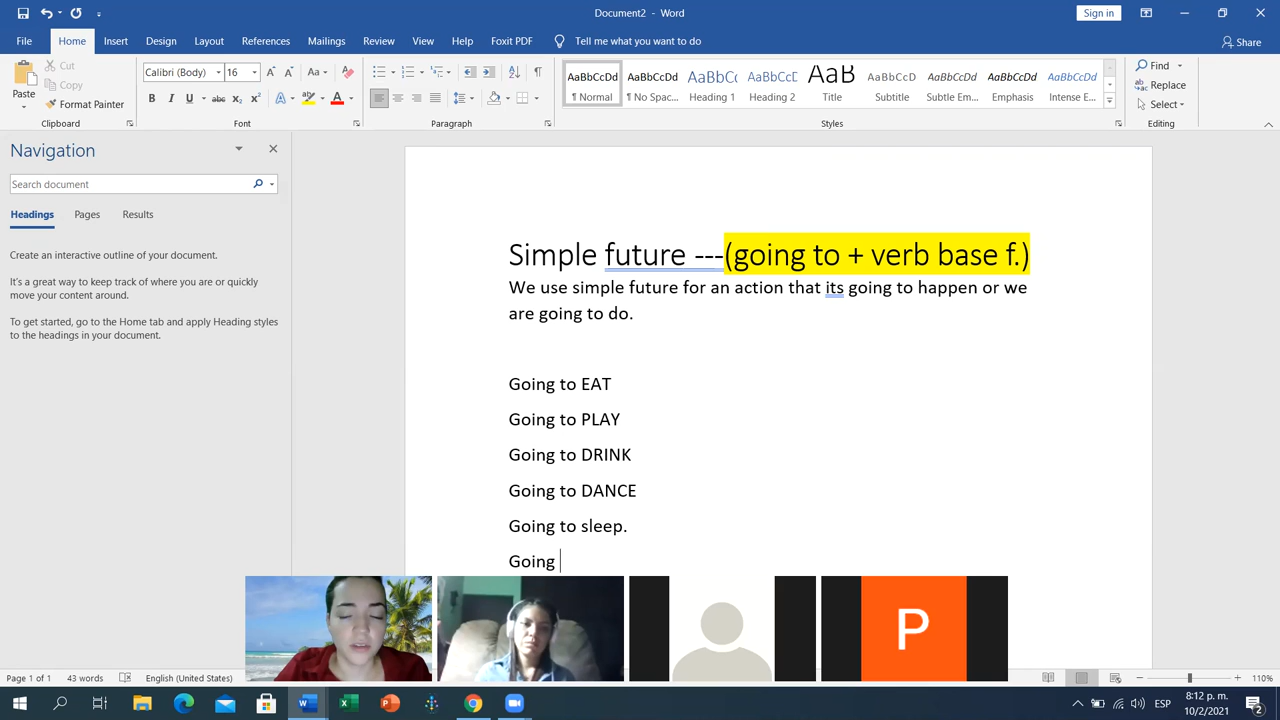 Document2 - Word
Sign in
File Home Insert Design Layout References Mailings Review View Help Foxit PDF Tell me what you want to do Share
Paste
Cut
Copy
Format Painter
Clipboard
Calibri (Body) 16
Font
Paragraph
AaBbCcDd AaBbCcDd AaBbCc AaBbCcD AaB AaBbCcDd AaBbCcDd AaBbCcDd AaBbCcDd
¶ Normal ¶ No Spac... Heading 1 Heading 2 Title Subtitle Subtle Em... Emphasis Intense E...
Styles
Find
Replace
Select
Editing
Navigation
Search document
Headings Pages Results
Create an interactive outline of your document.
It's a great way to keep track of where you are or quickly
move your content around.
To get started, go to the Home tab and apply Heading styles
to the headings in your document.
Simple future ---(going to + verb base f.)
We use simple future for an action that its going to happen or we
are going to do.
Going to EAT
Going to PLAY
Going to DRINK
Going to DANCE
Going to sleep.
Going
P
Page 1 of 1 43 words English (United States) 110%
ESP
8:12 p. m.
10/2/2021
2